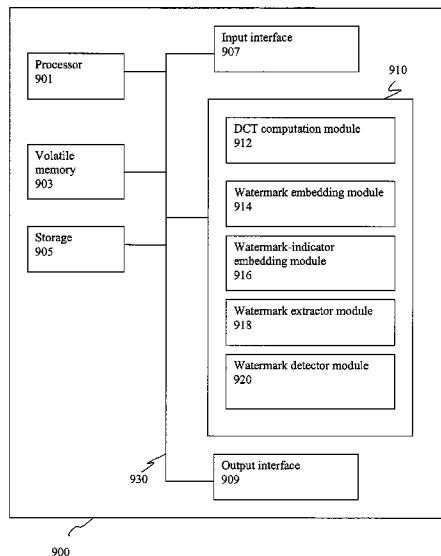 Input interface
907
910
Processor
901
DCT computation module
912
Volatile
memory
903
Watermark embedding module
914
Storage
905
Watermark-indicator
embedding module
916
Watermark extractor module
918
Watermark detector module
920
930
Output interface
909
900